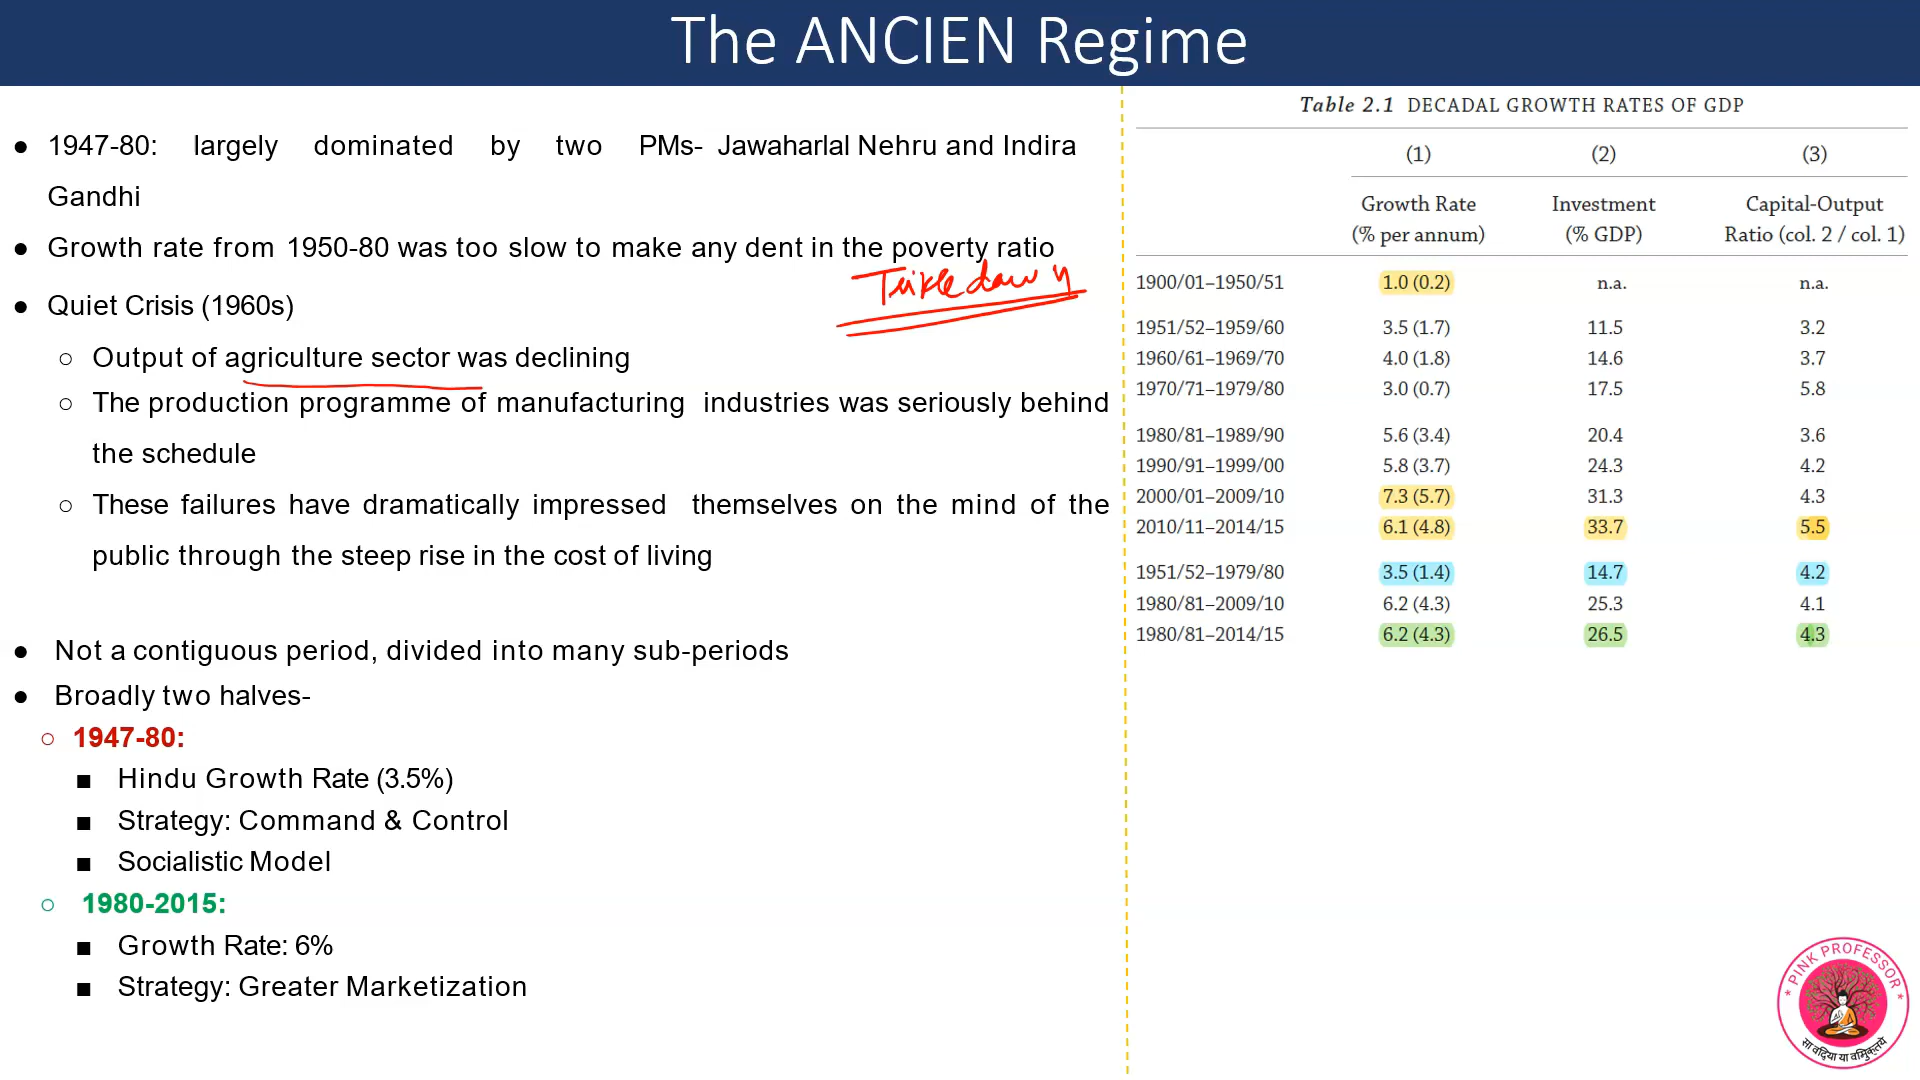 The ANCIEN Regime
● 1947-80: largely dominated by two PMs- Jawaharlal Nehru and Indira
Gandhi
● Growth rate from 1950-80 was too slow to make any dent in the poverty ratio
● Quiet Crisis (1960s)
○ Output of agriculture sector was declining
○ The production programme of manufacturing industries was seriously behind
the schedule
○ These failures have dramatically impressed themselves on the mind of the
public through the steep rise in the cost of living
● Not a contiguous period, divided into many sub-periods
● Broadly two halves-
○ 1947-80:
■ Hindu Growth Rate (3.5%)
■ Strategy: Command & Control
■ Socialistic Model
○ 1980-2015:
■ Growth Rate: 6%
■ Strategy: Greater Marketization
Table 2.1 DECADAL GROWTH RATES OF GDP
(1) (2) (3)
Growth Rate Investment Capital-Output
(% per annum) (% GDP) Ratio (col. 2 / col. 1)
1900/01–1950/51 1.0 (0.2) n.a. n.a.
1951/52–1959/60 3.5 (1.7) 11.5 3.2
1960/61–1969/70 4.0 (1.8) 14.6 3.7
1970/71–1979/80 3.0 (0.7) 17.5 5.8
1980/81–1989/90 5.6 (3.4) 20.4 3.6
1990/91–1999/00 5.8 (3.7) 24.3 4.2
2000/01–2009/10 7.3 (5.7) 31.3 4.3
2010/11–2014/15 6.1 (4.8) 33.7 5.5
1951/52–1979/80 3.5 (1.4) 14.7 4.2
1980/81–2009/10 6.2 (4.3) 25.3 4.1
1980/81–2014/15 6.2 (4.3) 26.5 4.3
* PINK PROFESSOR *
सा विद्या या विमुक्तये